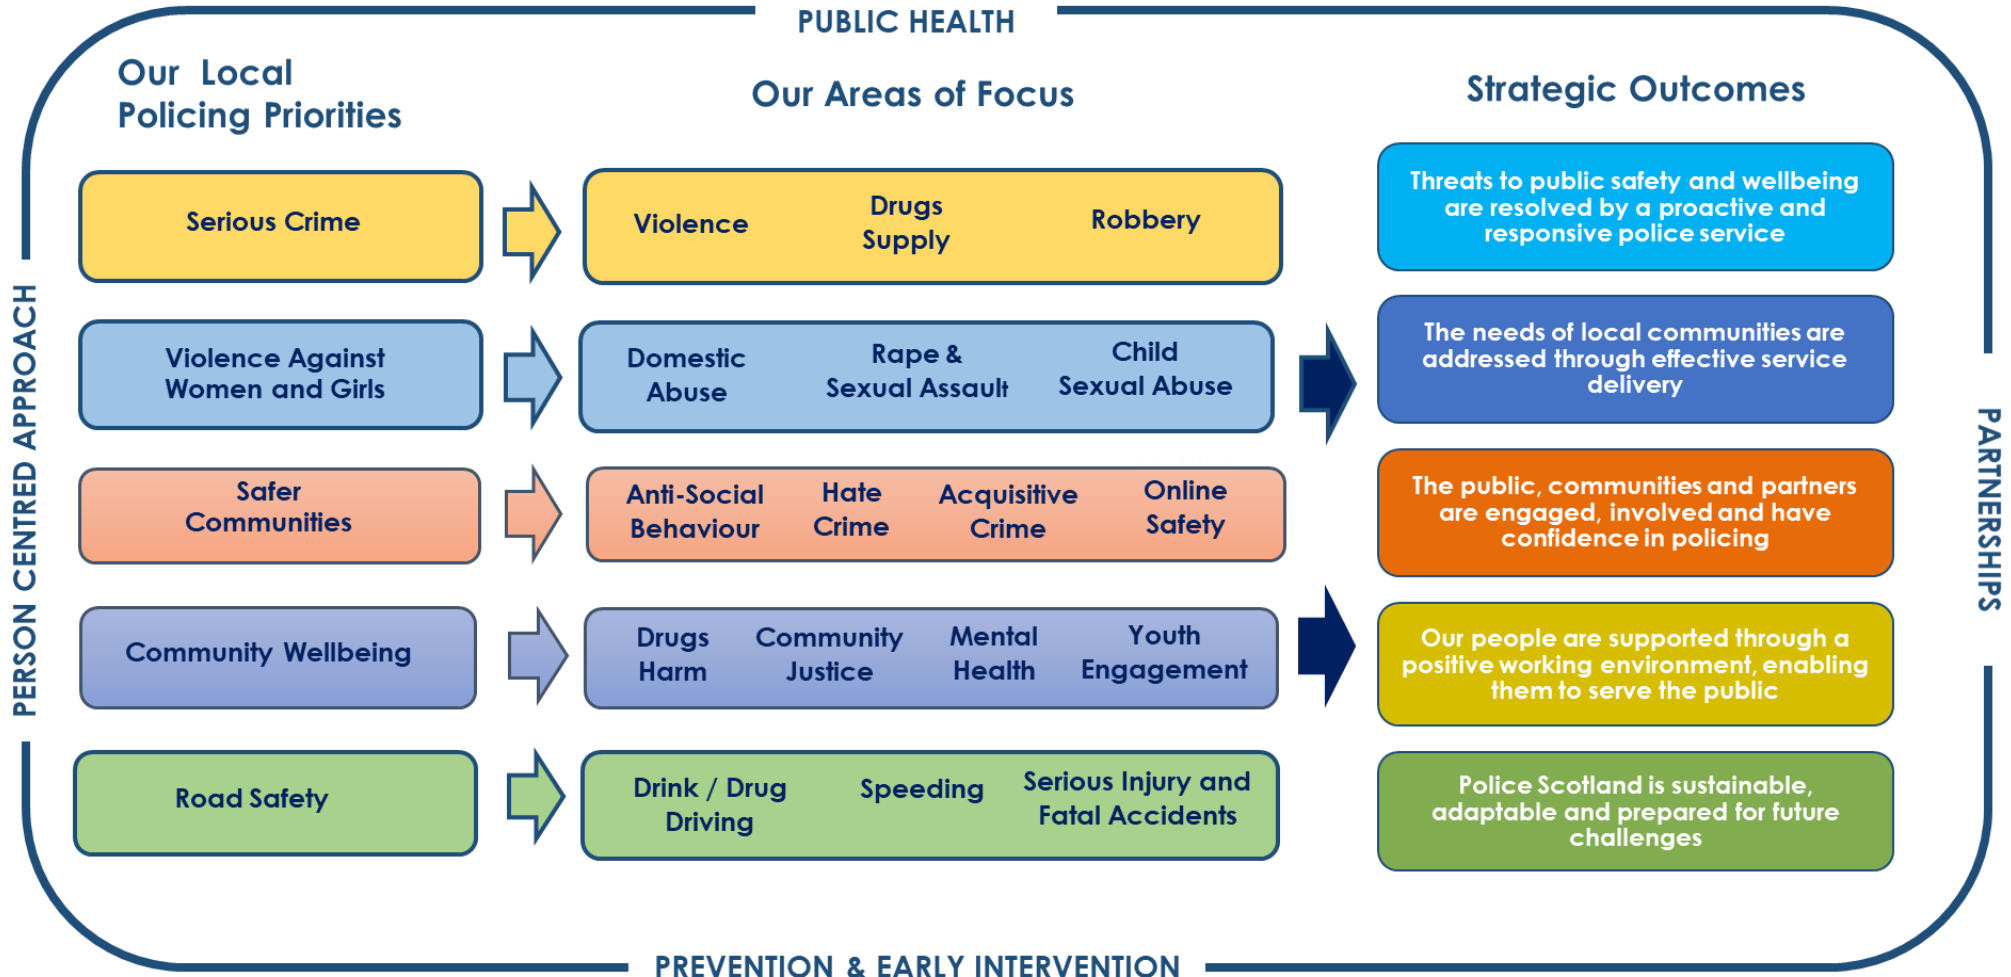 PUBLIC HEALTH
Our Local
Policing Priorities
Our Areas of Focus
Strategic Outcomes
Serious Crime
Violence
Drugs
Supply
Robbery
Threats to public safety and wellbeing
are resolved by a proactive and
responsive police service
Violence Against
Women and Girls
Domestic
Abuse
Rape &
Sexual Assault
Child
Sexual Abuse
The needs of local communities are
addressed through effective service
delivery
Safer
Communities
Anti-Social
Behaviour
Hate
Crime
Acquisitive
Crime
Online
Safety
The public, communities and partners
are engaged, involved and have
confidence in policing
Community Wellbeing
Drugs
Harm
Community
Justice
Mental
Health
Youth
Engagement
Our people are supported through a
positive working environment, enabling
them to serve the public
Road Safety
Drink / Drug
Driving
Speeding
Serious Injury and
Fatal Accidents
Police Scotland is sustainable,
adaptable and prepared for future
challenges
PERSON CENTRED APPROACH
PARTNERSHIPS
PREVENTION & EARLY INTERVENTION